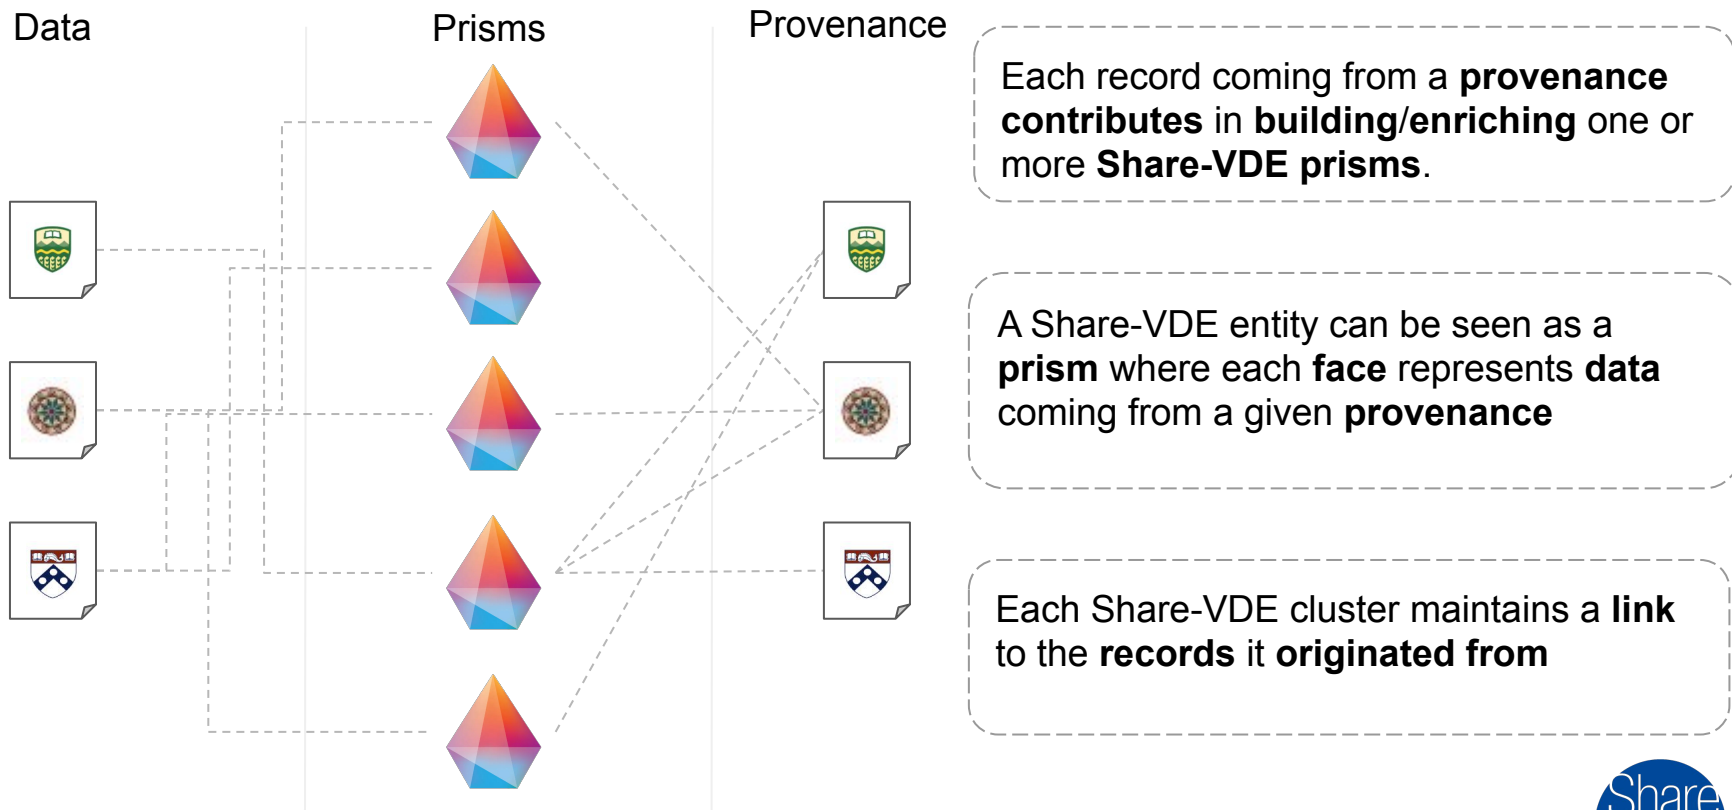 Data
Prisms
Provenance
Each record coming from a provenance
contributes in building/enriching one or
more Share-VDE prisms.
A Share-VDE entity can be seen as a
prism where each face represents data
coming from a given provenance
Each Share-VDE cluster maintains a link
to the records it originated from
Share